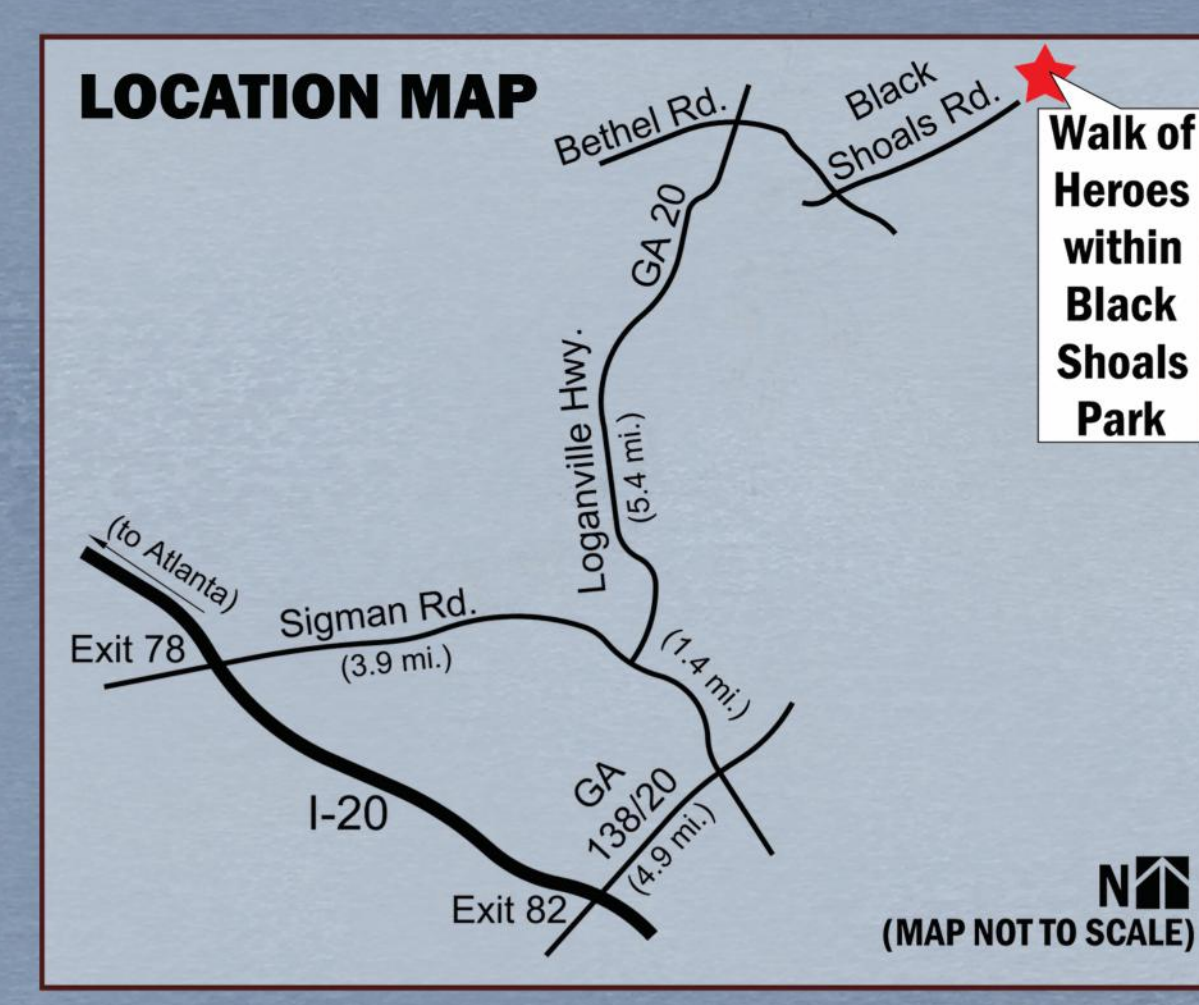 LOCATION MAP
Bethel Rd.
Black
Shoals Rd.
Walk of
Heroes
within
Black
Shoals
Park
GA 20
Loganville Hwy.
(5.4 mi.)
(to Atlanta)
Exit 78
Sigman Rd.
(3.9 mi.)
(1.4 mi.)
I-20
GA
138/20
(4.9 mi.)
Exit 82
N
(MAP NOT TO SCALE)